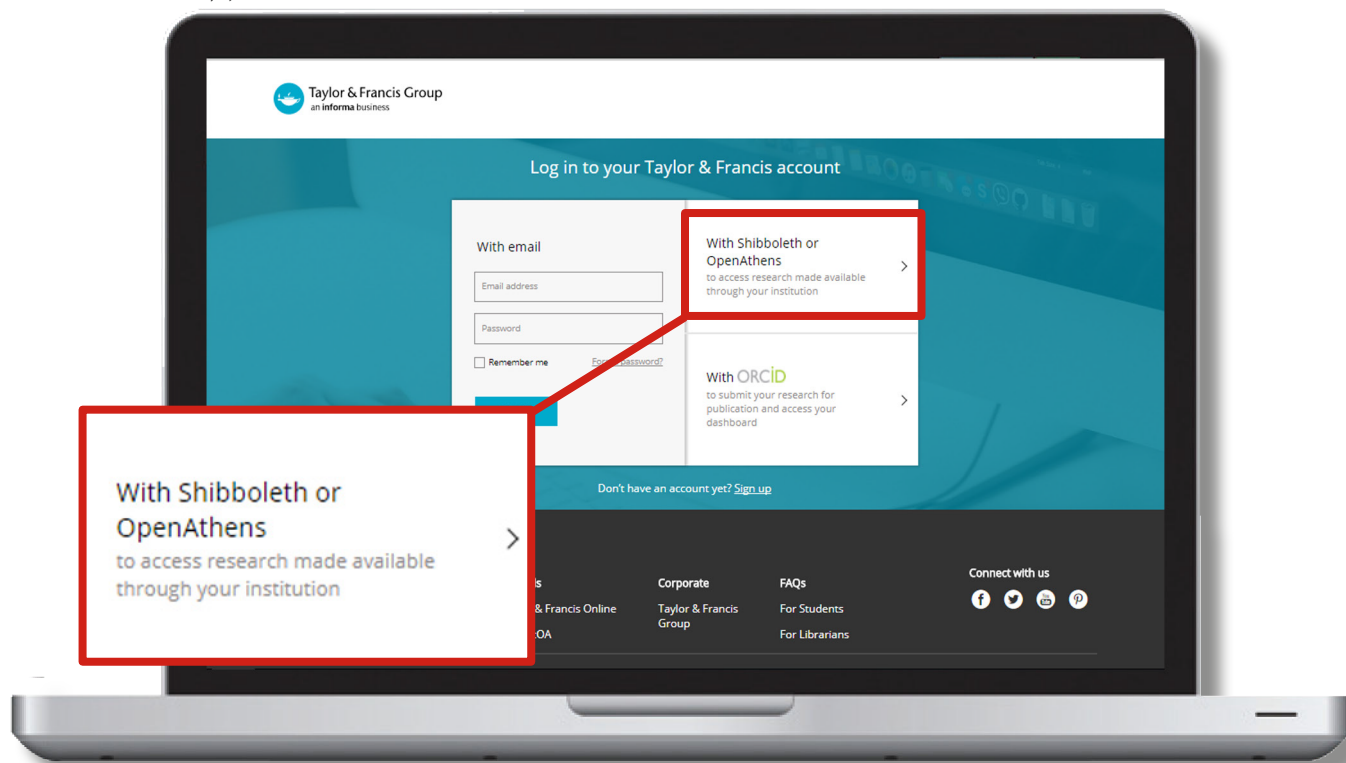 Taylor & Francis Group
an informa business
Log in to your Taylor & Francis account
With email
Email address
Password
Remember me
password?
With Shibboleth or
OpenAthens
to access research made available
through your institution
With ORCID
to submit your research for
publication and access your
dashboard
Don't have an account yet? Sign up
With Shibboleth or
OpenAthens
to access research made available
through your institution
& Francis Online
Corporate
Taylor & Francis
Group
FAQs
For Students
For Librarians
Connect with us